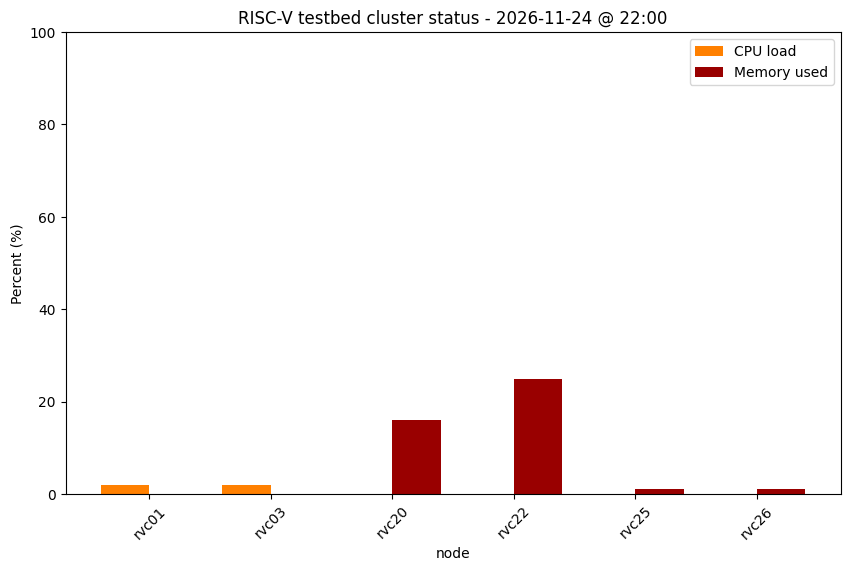 RISC-V testbed cluster status - 2026-11-24 @ 22:00
CPU load
Memory used
Percent (%)
100
80
60
40
20
0
rvc01
rvc03
rvc20
rvc22
rvc25
rvc26
node